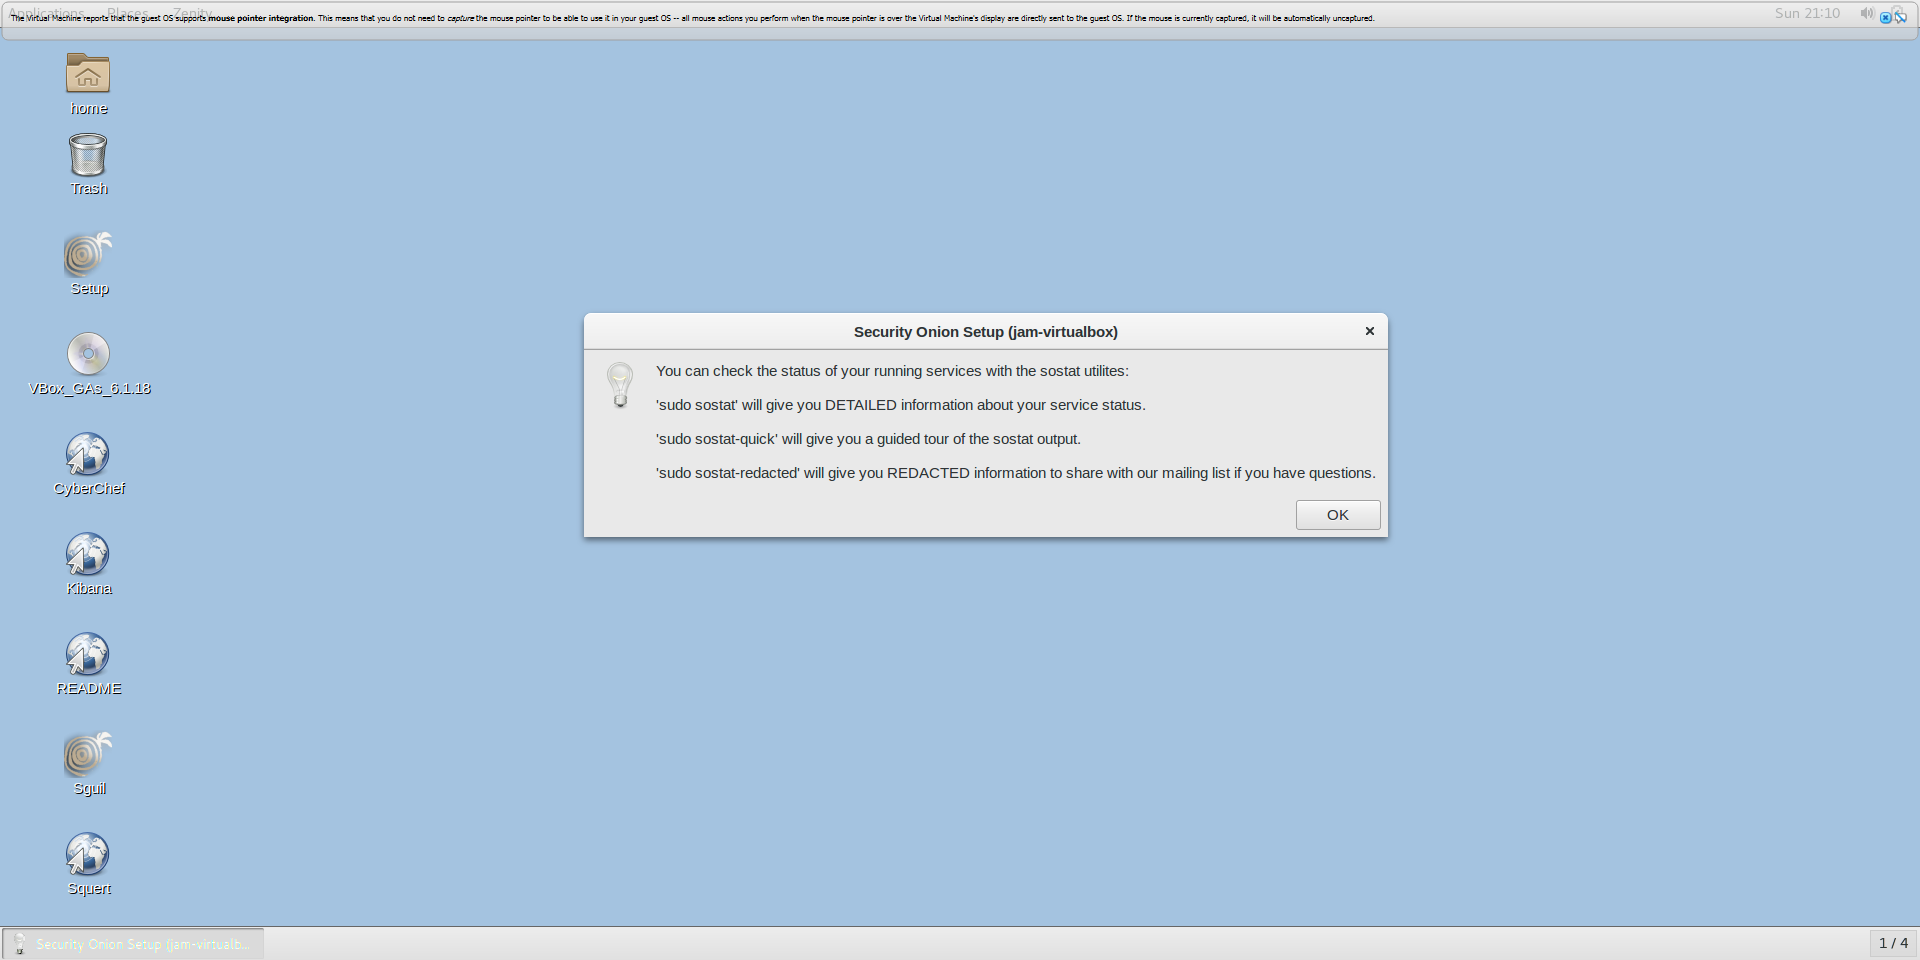 Applications Places Zenity Sun 21:10
The Virtual Machine reports that the guest OS supports mouse pointer integration. This means that you do not need to capture the mouse pointer to be able to use it in your guest OS -- all mouse actions you perform when the mouse pointer is over the Virtual Machine's display are directly sent to the guest OS. If the mouse is currently captured, it will be automatically uncaptured.
home
Trash
Setup
VBox_GAs_6.1.18
CyberChef
Kibana
README
Sguil
Squert
Security Onion Setup (jam-virtualbox)
You can check the status of your running services with the sostat utilites:
'sudo sostat' will give you DETAILED information about your service status.
'sudo sostat-quick' will give you a guided tour of the sostat output.
'sudo sostat-redacted' will give you REDACTED information to share with our mailing list if you have questions.
OK
Security Onion Setup (jam-virtualb...
1 / 4